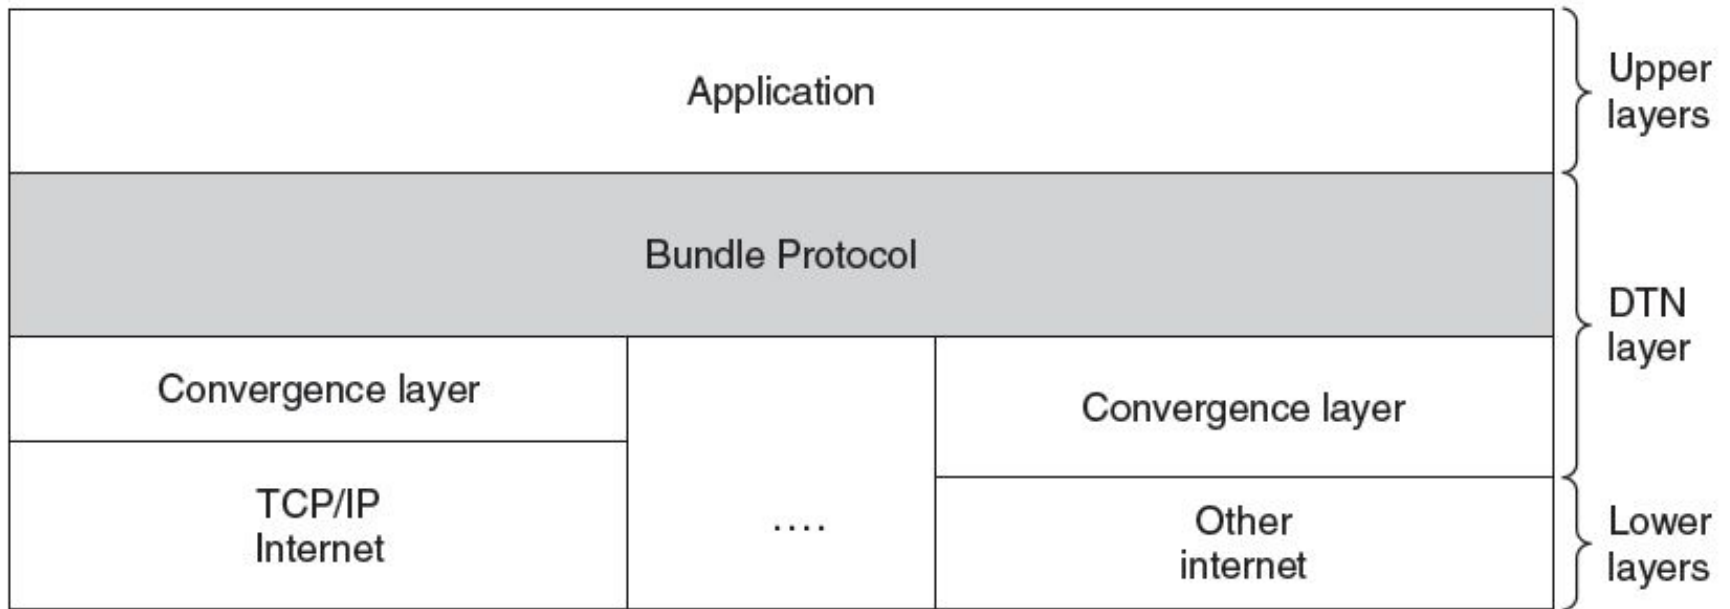 Application
Upper
layers
Bundle Protocol
DTN
layer
Convergence layer
Convergence layer
TCP/IP
Internet
....
Other
internet
Lower
layers